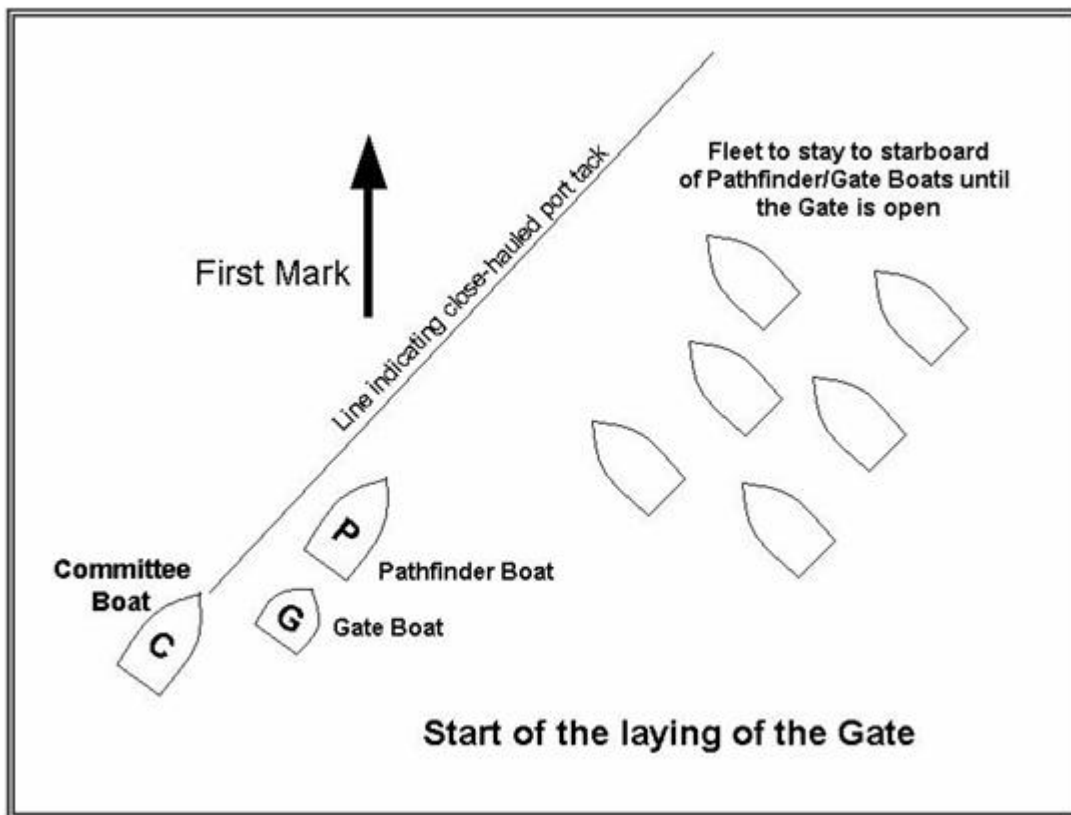 Fleet to stay to starboard
of Pathfinder/Gate Boats until
the Gate is open
Line indicating close-hauled port tack
First Mark
P
Pathfinder Boat
Committee
Boat
C
G
Gate Boat
Start of the laying of the Gate